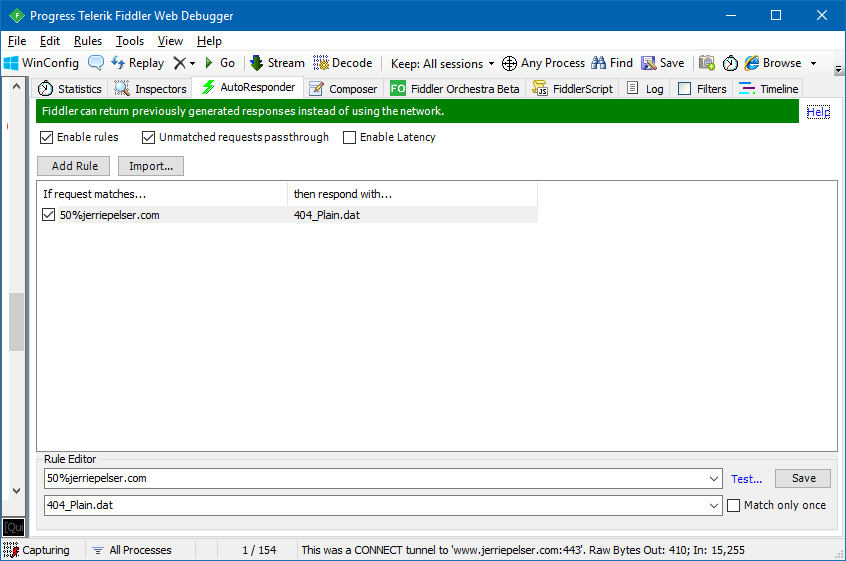 Progress Telerik Fiddler Web Debugger
File Edit Rules Tools View Help
WinConfig Replay Go Stream Decode Keep: All sessions Any Process Find Save Browse
Statistics Inspectors AutoResponder Composer FO Fiddler Orchestra Beta FiddlerScript Log Filters Timeline
Fiddler can return previously generated responses instead of using the network. Help
Enable rules Unmatched requests passthrough Enable Latency
Add Rule Import...
If request matches... then respond with...
50%jerriepelser.com 404_Plain.dat
Rule Editor
50%jerriepelser.com Test... Save
404_Plain.dat Match only once
[Qui
Capturing All Processes 1 / 154 This was a CONNECT tunnel to 'www.jerriepelser.com:443'. Raw Bytes Out: 410; In: 15,255